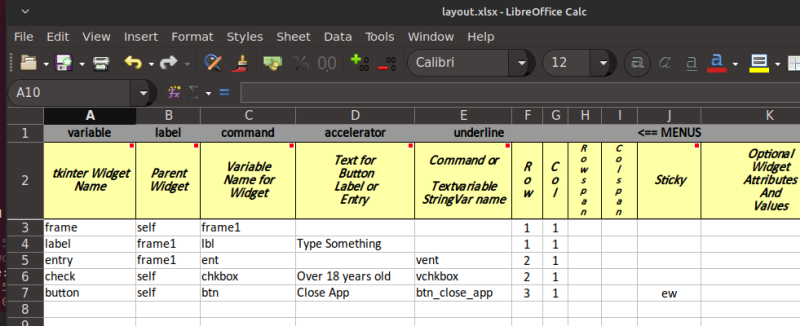 layout.xlsx - LibreOffice Calc
File Edit View Insert Format Styles Sheet Data Tools Window Help
Calibri 12 a a a
A10 fx Σ =
A B C D E F G H I J K
1 variable label command accelerator underline <== MENUS
2 tkinter Widget Name Parent Widget Variable Name for Widget Text for Button Label or Entry Command or Textvariable StringVar name Row Col Rowspan Colspan Sticky Optional Widget Attributes And Values
3 frame self frame1 1 1
4 label frame1 lbl Type Something 1 1
5 entry frame1 ent vent 2 1
6 check self chkbox Over 18 years old vchkbox 2 1
7 button self btn Close App btn_close_app 3 1 ew
8